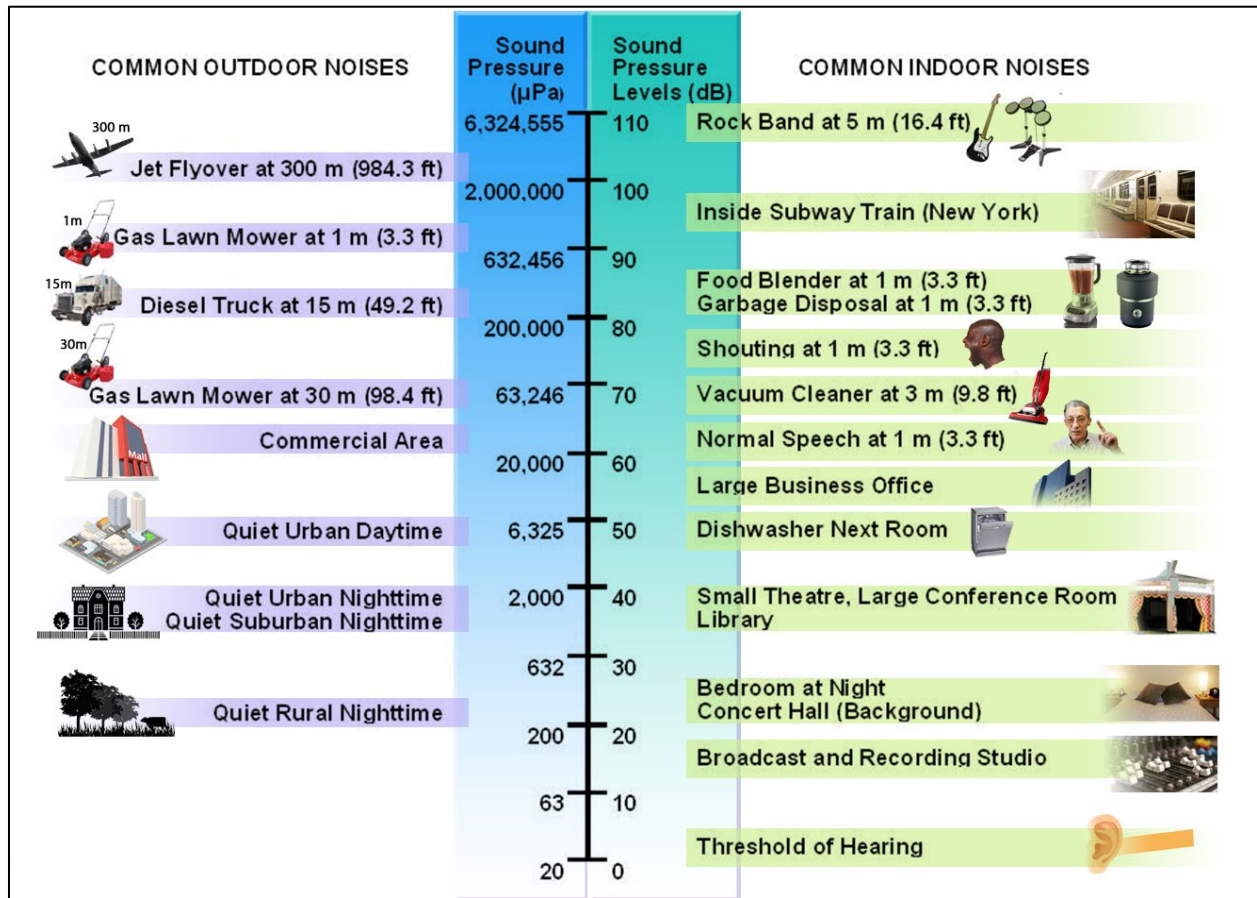 COMMON OUTDOOR NOISES
Sound
Pressure
(µPa)
Sound
Pressure
Levels (dB)
COMMON INDOOR NOISES
6,324,555
110
Rock Band at 5 m (16.4 ft)
300 m
Jet Flyover at 300 m (984.3 ft)
2,000,000
100
Inside Subway Train (New York)
1m
Gas Lawn Mower at 1 m (3.3 ft)
632,456
90
Food Blender at 1 m (3.3 ft)
Garbage Disposal at 1 m (3.3 ft)
15m
Diesel Truck at 15 m (49.2 ft)
200,000
80
Shouting at 1 m (3.3 ft)
30m
Gas Lawn Mower at 30 m (98.4 ft)
63,246
70
Vacuum Cleaner at 3 m (9.8 ft)
Commercial Area
Mall
Normal Speech at 1 m (3.3 ft)
20,000
60
Large Business Office
Quiet Urban Daytime
6,325
50
Dishwasher Next Room
Quiet Urban Nighttime
Quiet Suburban Nighttime
2,000
40
Small Theatre, Large Conference Room
Library
632
30
Bedroom at Night
Concert Hall (Background)
Quiet Rural Nighttime
200
20
Broadcast and Recording Studio
63
10
Threshold of Hearing
20
0